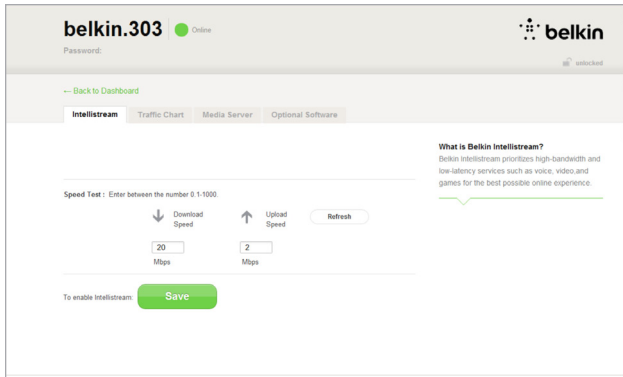 belkin.303 Online
belkin
Password:
unlocked
← Back to Dashboard
Intellistream Traffic Chart Media Server Optional Software
What is Belkin Intellistream?
Belkin Intellistream prioritizes high-bandwidth and
low-latency services such as voice, video,and
games for the best possible online experience.
Speed Test : Enter between the number 0.1-1000.
Download
Speed
Upload
Speed
Refresh
20 2
Mbps Mbps
To enable Intellistream: Save